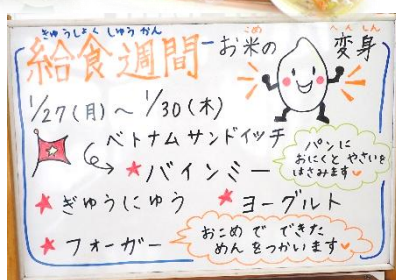 きゅうしょくしゅうかん
給食週間
こめ へんしん
お米の変身
1/27(月)～1/30(木)
ベトナムサンドイッチ
★バインミー
パンに
おにくとやさいを
はさみます
★ぎゅうにゅう ★ヨーグルト
★フォーガー
おこめでできた
めんをつかいます